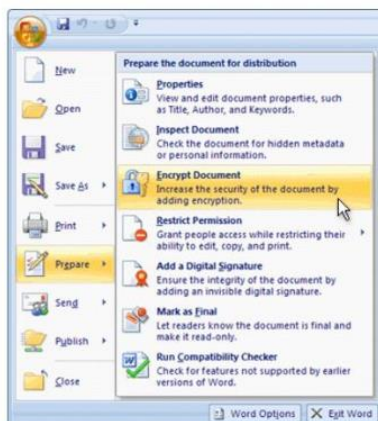 New
Open
Save
Save As
Print
Prepare
Send
Publish
Close
Prepare the document for distribution
Properties
View and edit document properties, such
as Title, Author, and Keywords.
Inspect Document
Check the document for hidden metadata
or personal information.
Encrypt Document
Increase the security of the document by
adding encryption.
Restrict Permission
Grant people access while restricting their
ability to edit, copy, and print.
Add a Digital Signature
Ensure the integrity of the document by
adding an invisible digital signature.
Mark as Final
Let readers know the document is final and
make it read-only.
Run Compatibility Checker
Check for features not supported by earlier
versions of Word.
Word Options
Exit Word